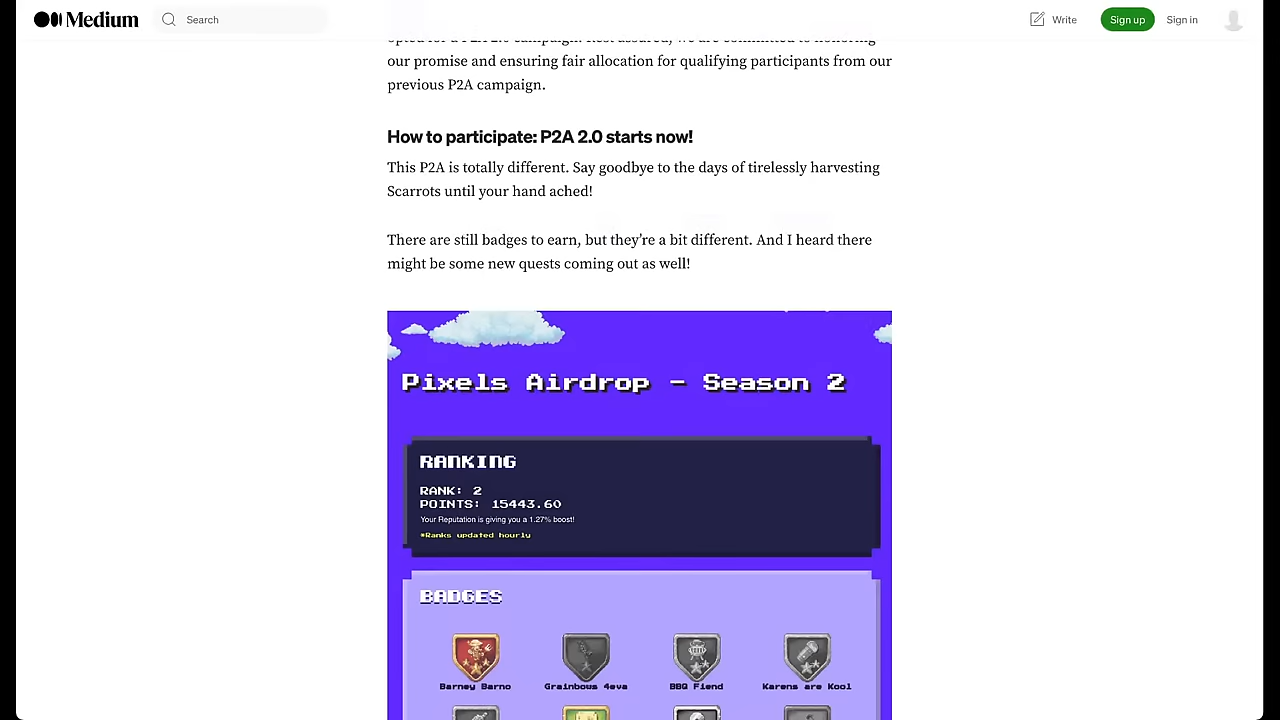 Medium
Search
Write
Sign up
Sign in
our promise and ensuring fair allocation for qualifying participants from our
previous P2A campaign.
How to participate: P2A 2.0 starts now!
This P2A is totally different. Say goodbye to the days of tirelessly harvesting
Scarrots until your hand ached!
There are still badges to earn, but they’re a bit different. And I heard there
might be some new quests coming out as well!
Pixels Airdrop - Season 2
RANKING
RANK: 2
POINTS: 15443.60
Your Reputation is giving you a 1.27% boost!
*Ranks updated hourly
BADGES
Barney Barno
Grainbous 4eva
BBQ Fiend
Karens are Kool